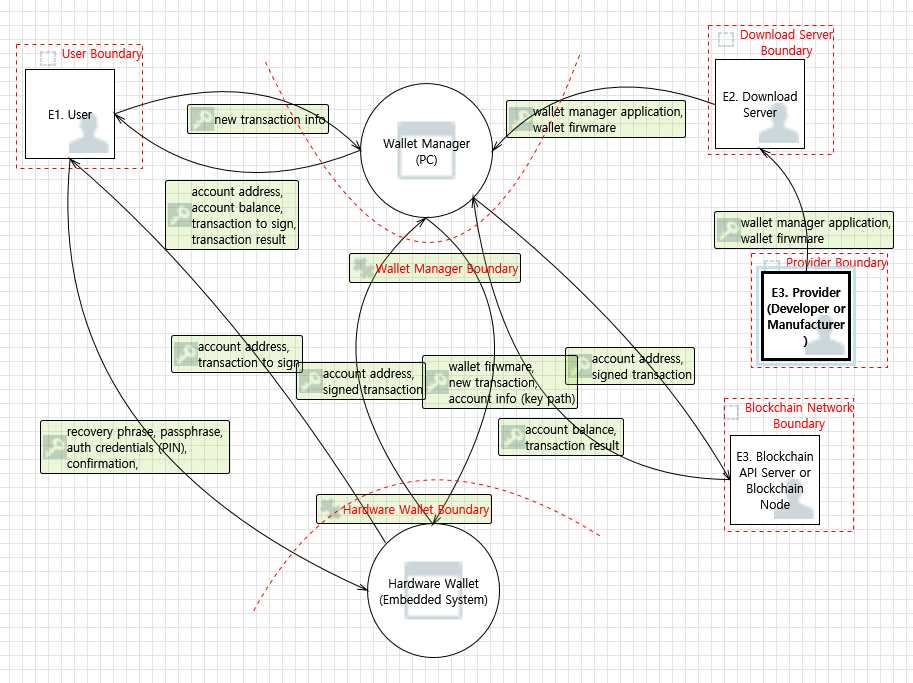 User Boundary
E1. User
new transaction info
account address,
account balance,
transaction to sign,
transaction result
Wallet Manager
(PC)
wallet manager application,
wallet firwmare
Download Server
Boundary
E2. Download
Server
wallet manager application,
wallet firwmare
Provider Boundary
E3. Provider
(Developer or
Manufacturer
)
Wallet Manager Boundary
account address,
transaction to sign
account address,
signed transaction
wallet firwmare,
new transaction,
account info (key path)
account address,
signed transaction
account balance,
transaction result
Blockchain Network
Boundary
E3. Blockchain
API Server or
Blockchain
Node
recovery phrase, passphrase,
auth credentials (PIN),
confirmation,
Hardware Wallet Boundary
Hardware Wallet
(Embedded System)